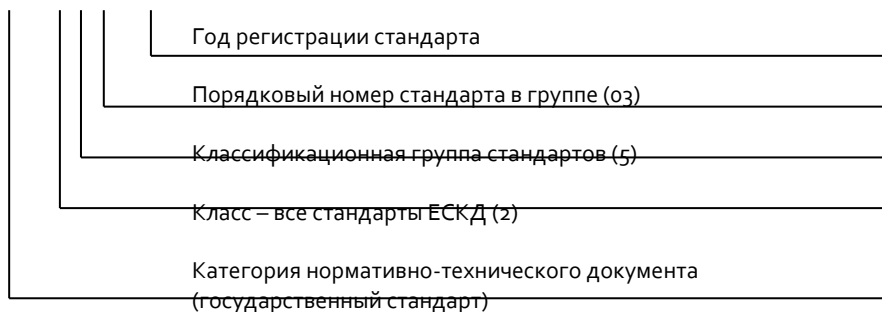 Год регистрации стандарта
Порядковый номер стандарта в группе (03)
Классификационная группа стандартов (5)
Класс – все стандарты ЕСКД (2)
Категория нормативно-технического документа
(государственный стандарт)